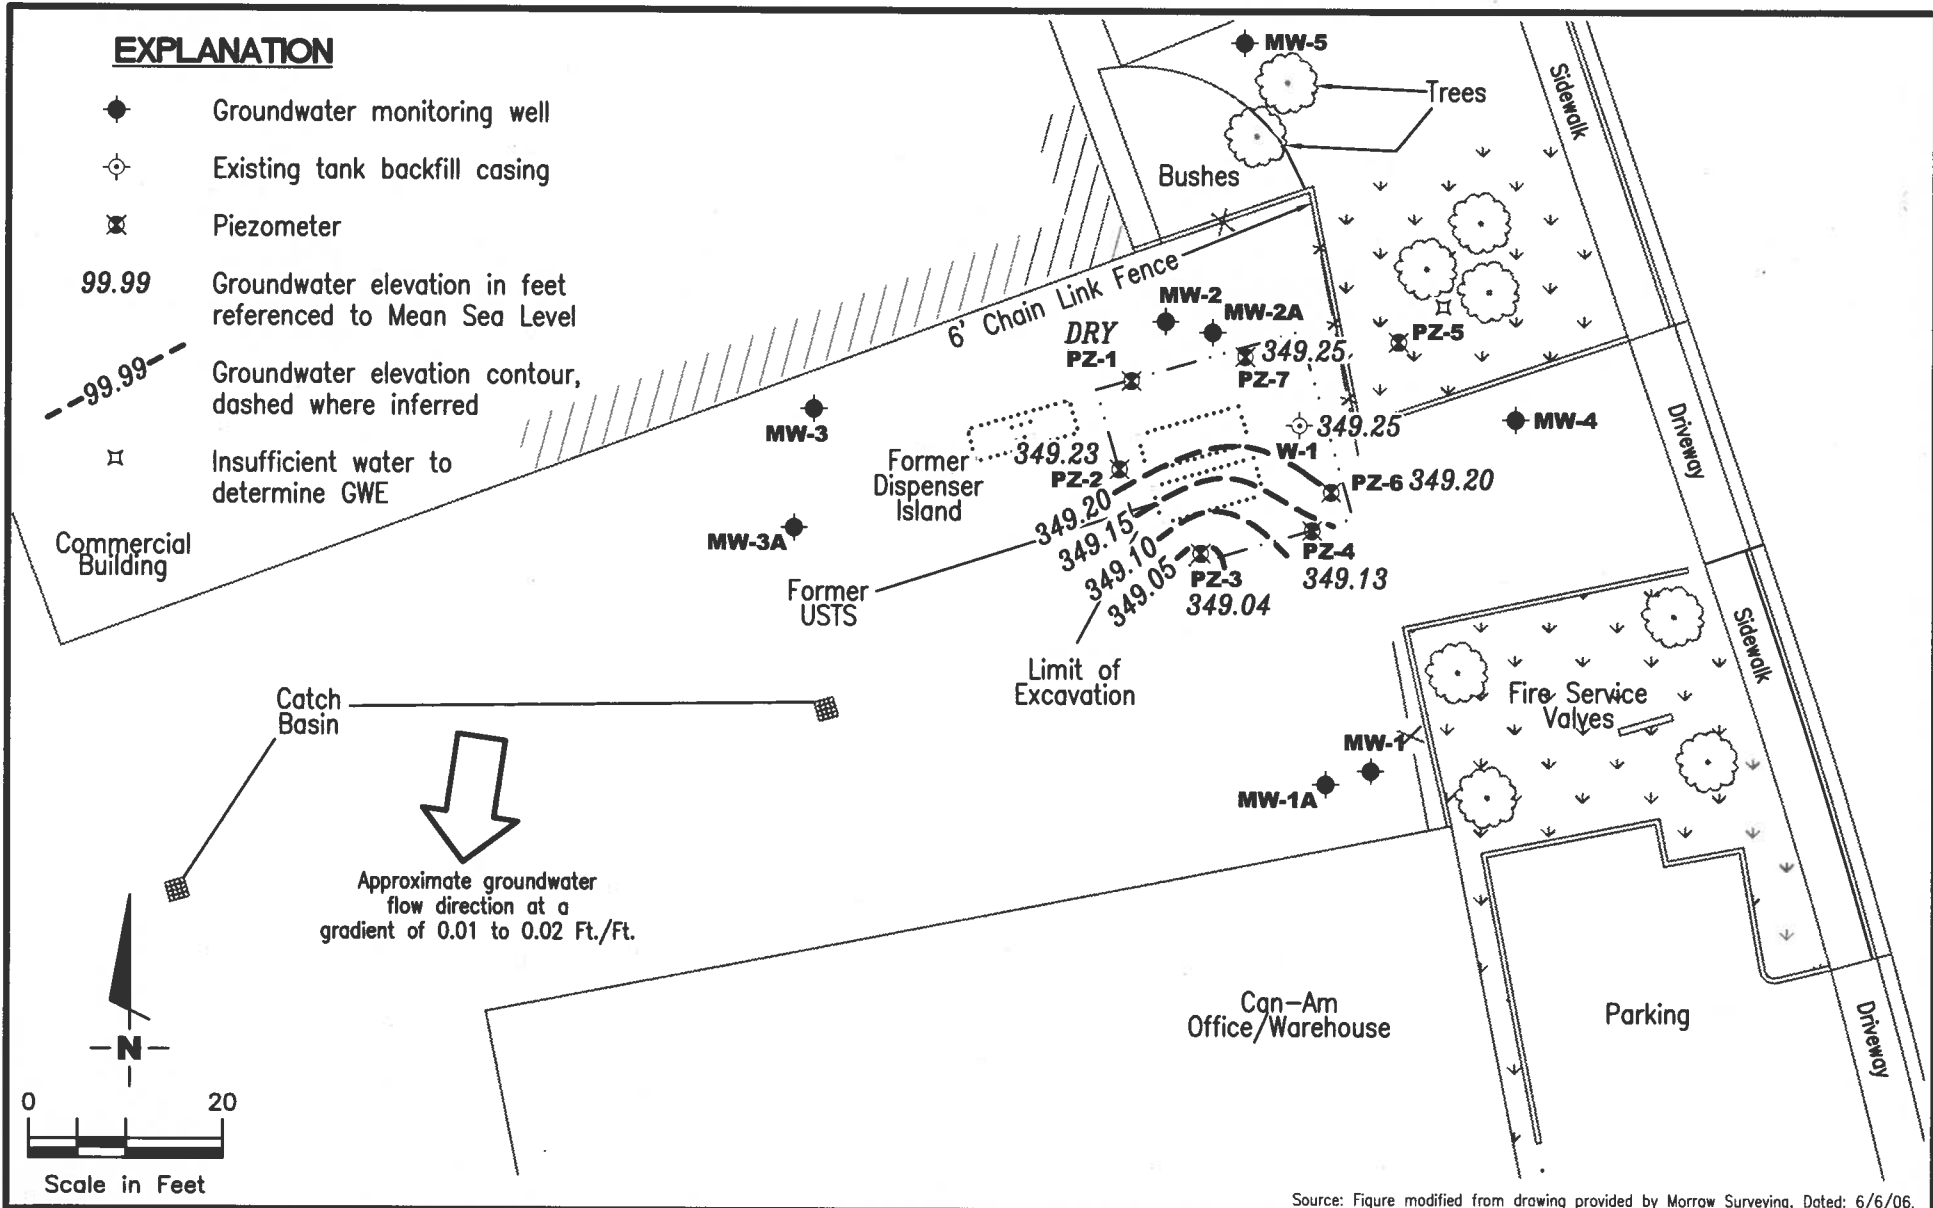 EXPLANATION
Groundwater monitoring well
Existing tank backfill casing
Piezometer
99.99
Groundwater elevation in feet
referenced to Mean Sea Level
99.99
Groundwater elevation contour,
dashed where inferred
Insufficient water to
determine GWE
Commercial
Building
MW-5
Trees
Bushes
Sidewalk
6' Chain Link Fence
MW-2
MW-2A
DRY
PZ-1
349.25
PZ-7
PZ-5
MW-3
349.25
W-1
MW-4
Driveway
Former
Dispenser
Island
349.23
PZ-2
PZ-6 349.20
MW-3A
349.20
349.15
349.10
349.05
PZ-4
349.13
PZ-3
349.04
Former
USTS
Limit of
Excavation
Sidewalk
Fire Service
Valves
Catch
Basin
MW-1
MW-1A
Approximate groundwater
flow direction at a
gradient of 0.01 to 0.02 Ft./Ft.
Can-Am
Office/Warehouse
Parking
Driveway
N
0 20
Scale in Feet
Source: Figure modified from drawing provided by Morrow Surveying, Dated: 6/6/06.